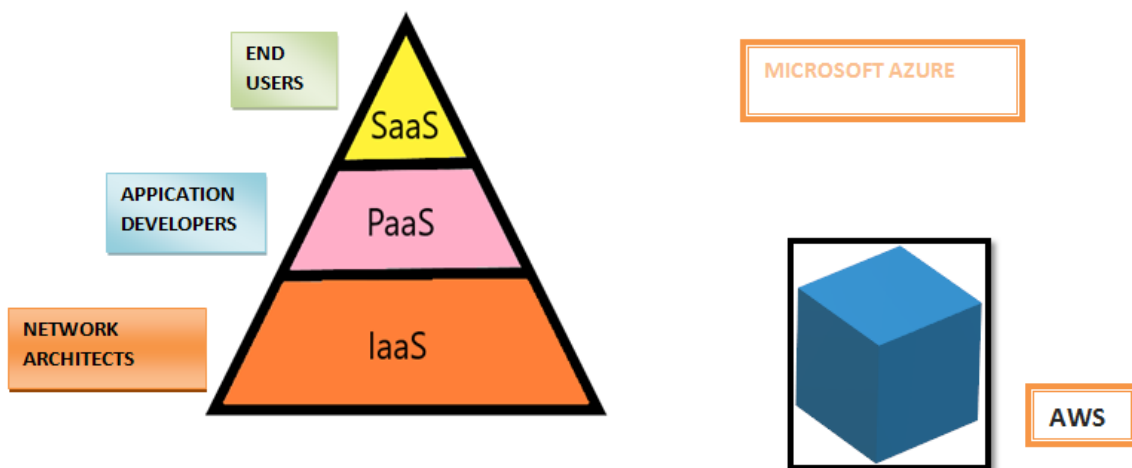 END
USERS
SaaS
APPICATION
DEVELOPERS
PaaS
NETWORK
ARCHITECTS
IaaS
MICROSOFT AZURE
AWS